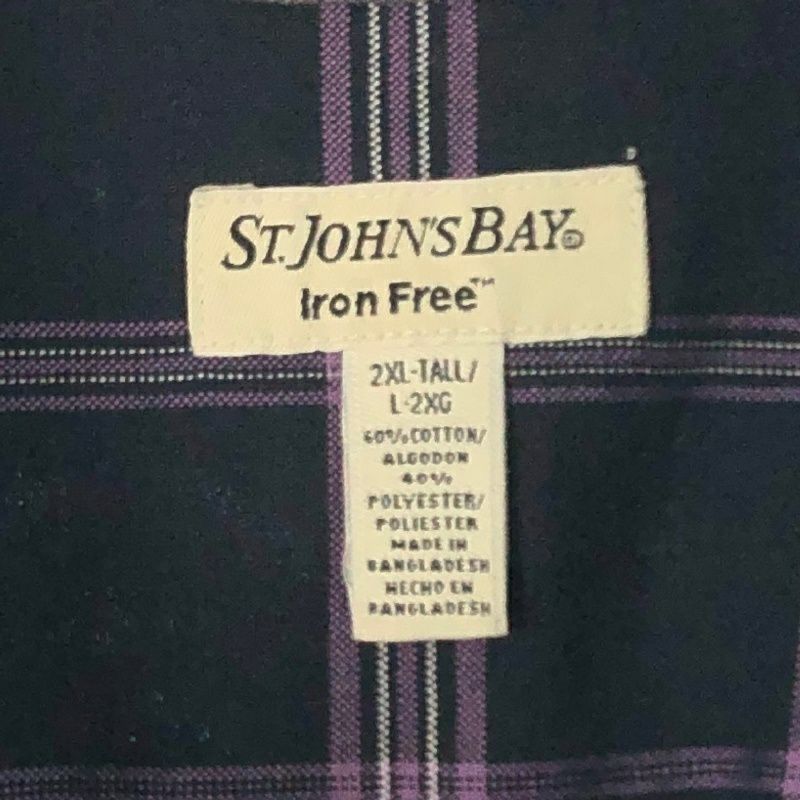 ST. JOHN'S BAY®
Iron Free™
2XL-TALL/
L-2XG
60% COTTON/
ALGODON
40%
POLYESTER/
POLIESTER
MADE IN
BANGLADESH
HECHO EN
BANGLADESH